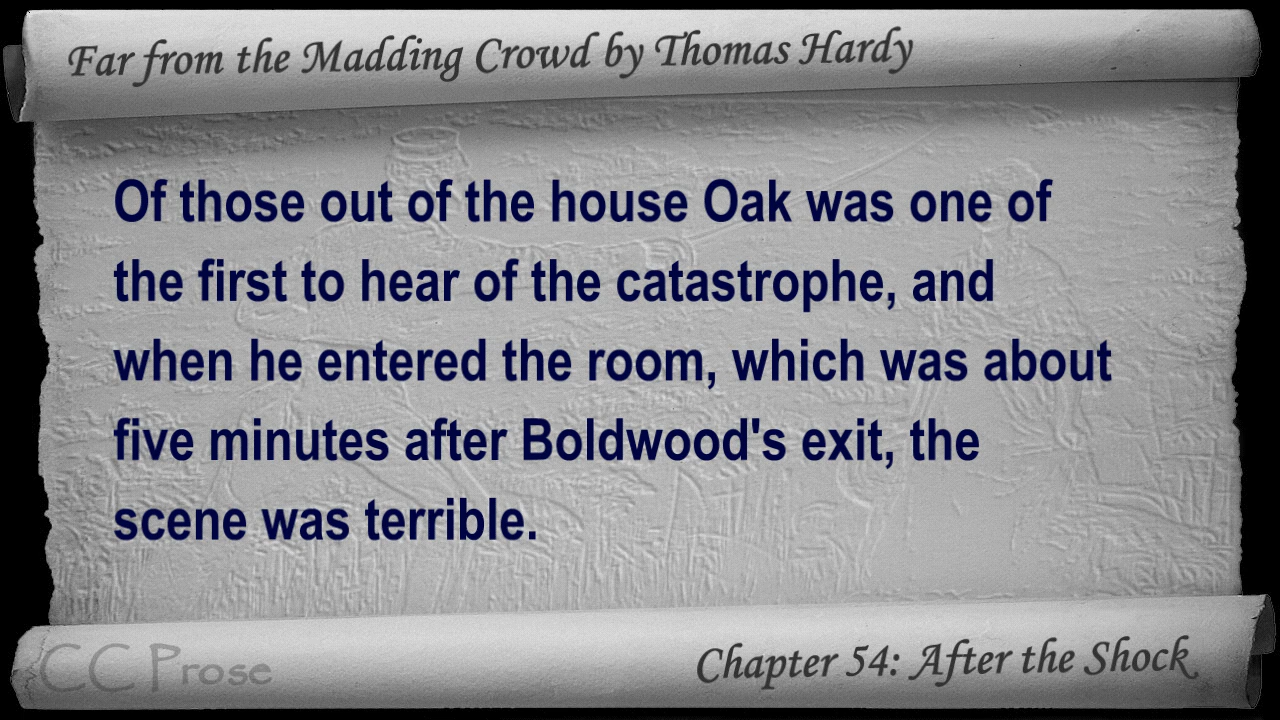 Far from the Madding Crowd by Thomas Hardy
Of those out of the house Oak was one of
the first to hear of the catastrophe, and
when he entered the room, which was about
five minutes after Boldwood's exit, the
scene was terrible.
CC Prose
Chapter 54: After the Shock